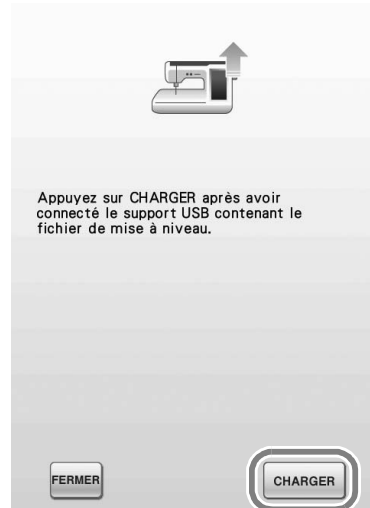 Appuyez sur CHARGER après avoir
connecté le support USB contenant le
fichier de mise à niveau.
FERMER
CHARGER